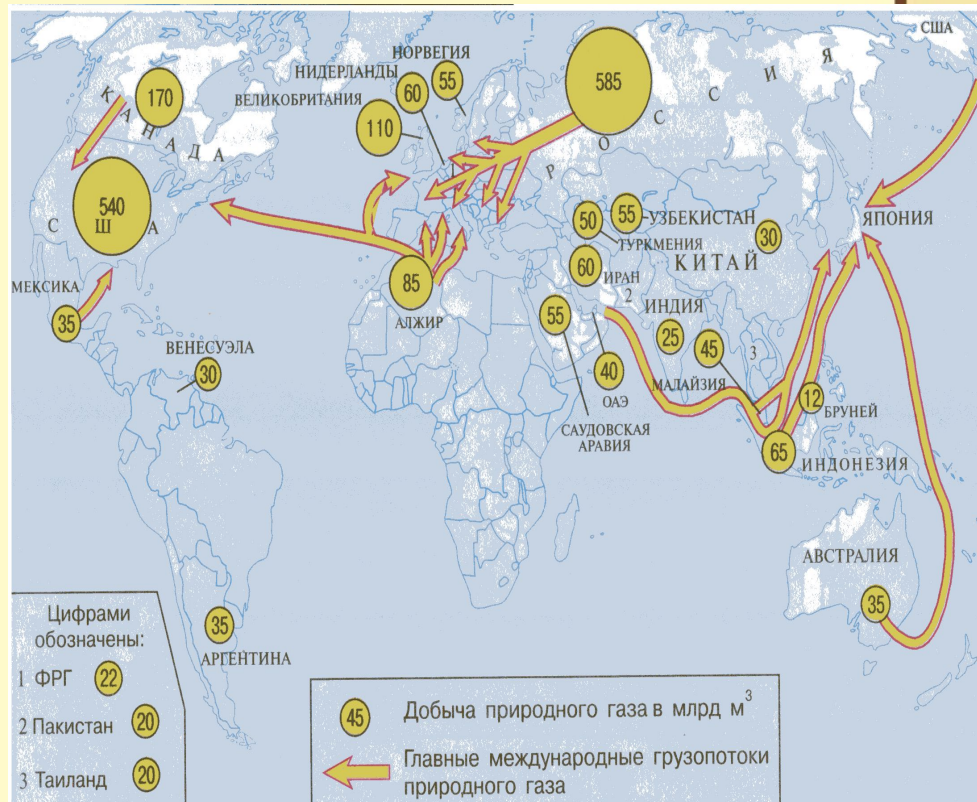 США
НОРВЕГИЯ
НИДЕРЛАНДЫ
ВЕЛИКОБРИТАНИЯ
55
60
110
585
РОССИЯ
170
КАНАДА
540
США
МЕКСИКА
35
ВЕНЕСУЭЛА
30
85
АЛЖИР
50
55
УЗБЕКИСТАН
ТУРКМЕНИЯ
30
КИТАЙ
60
ИРАН
2
ИНДИЯ
25
45
3
МАЛАЙЗИЯ
55
40
ОАЭ
САУДОВСКАЯ
АРАВИЯ
ЯПОНИЯ
12
БРУНЕЙ
65
ИНДОНЕЗИЯ
АВСТРАЛИЯ
35
35
АРГЕНТИНА
Цифрами
обозначены:
1 ФРГ 22
2 Пакистан 20
3 Таиланд 20
45 Добыча природного газа в млрд м³
Главные международные грузопотоки
природного газа